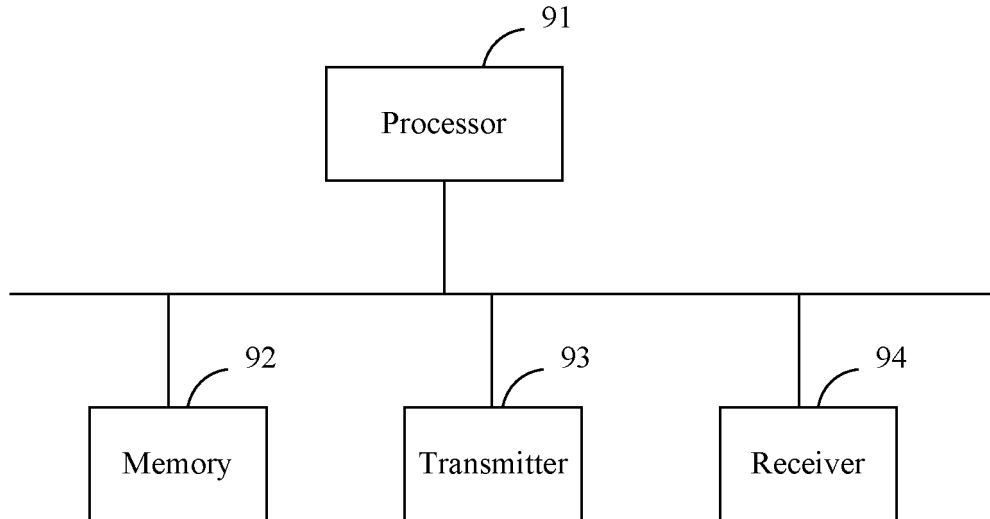 91
Processor
92
93
94
Memory
Transmitter
Receiver